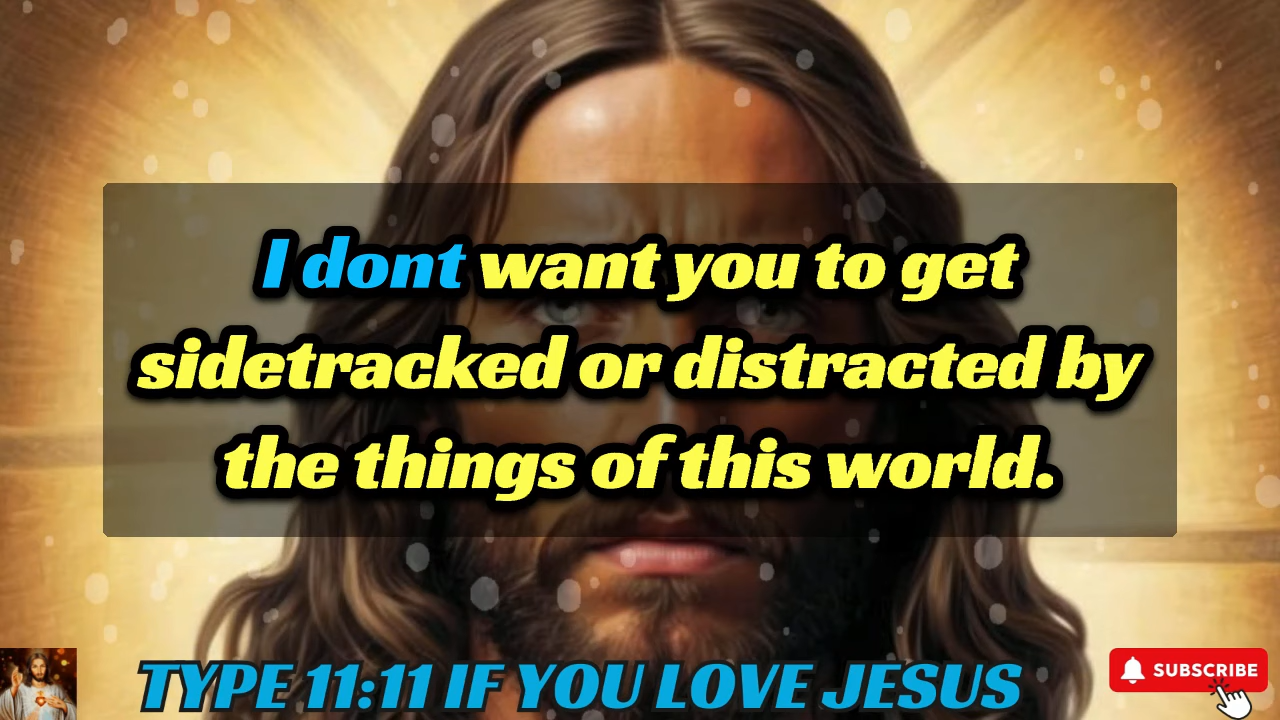 I dont want you to get
sidetracked or distracted by
the things of this world.
TYPE 11:11 IF YOU LOVE JESUS
SUBSCRIBE